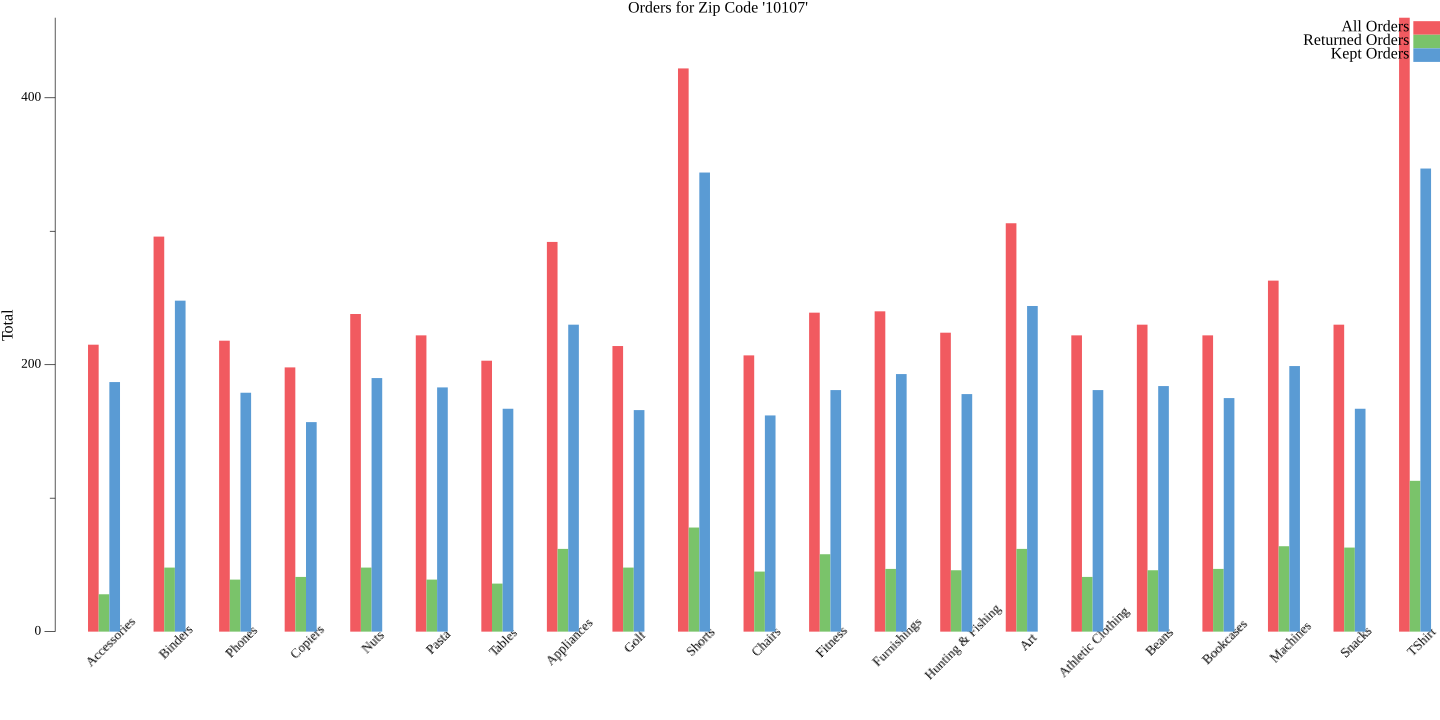 Orders for Zip Code '10107'
All Orders
Returned Orders
Kept Orders
Total
400
200
0
Accessories
Binders
Phones
Copiers
Nuts
Pasta
Tables
Appliances
Golf
Shorts
Chairs
Fitness
Furnishings
Hunting & Fishing
Art
Athletic Clothing
Beans
Bookcases
Machines
Snacks
TShirt